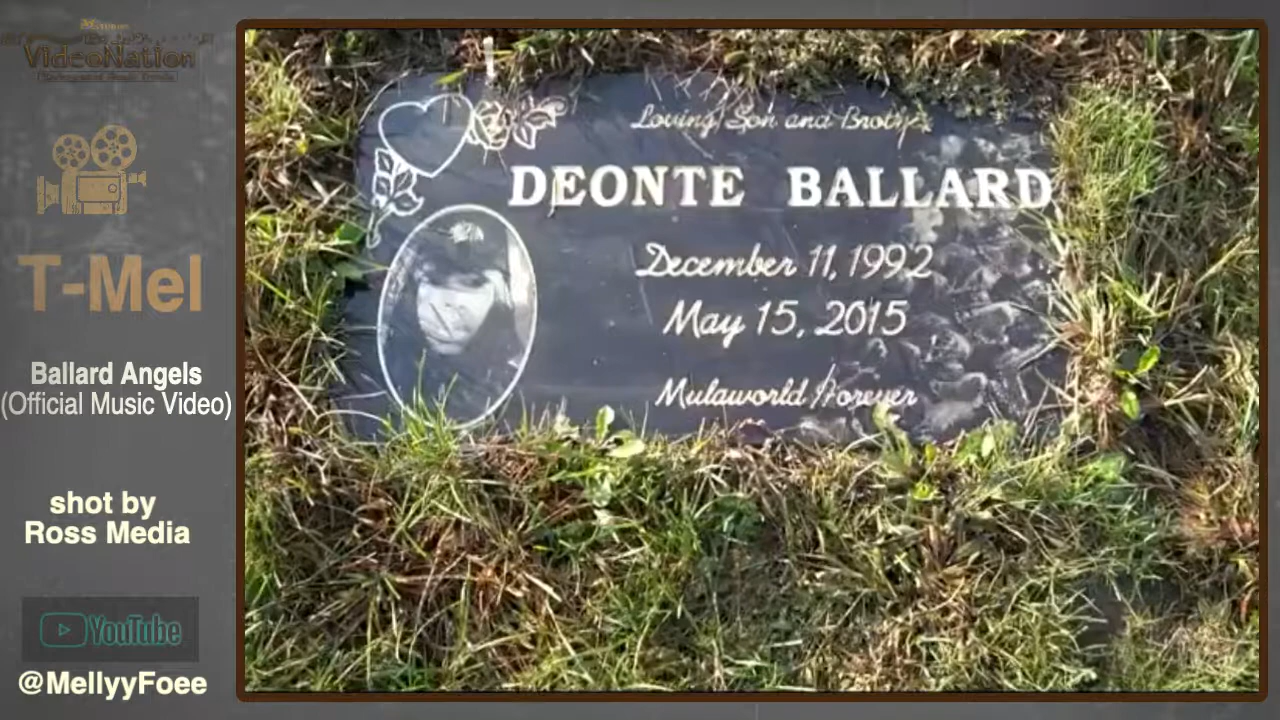 VideoNation
T-Mel
Ballard Angels
(Official Music Video)
shot by
Ross Media
YouTube
@MellyyFoee
Loving Son and Brother
DEONTE BALLARD
December 11, 1992
May 15, 2015
Mulaworld Forever